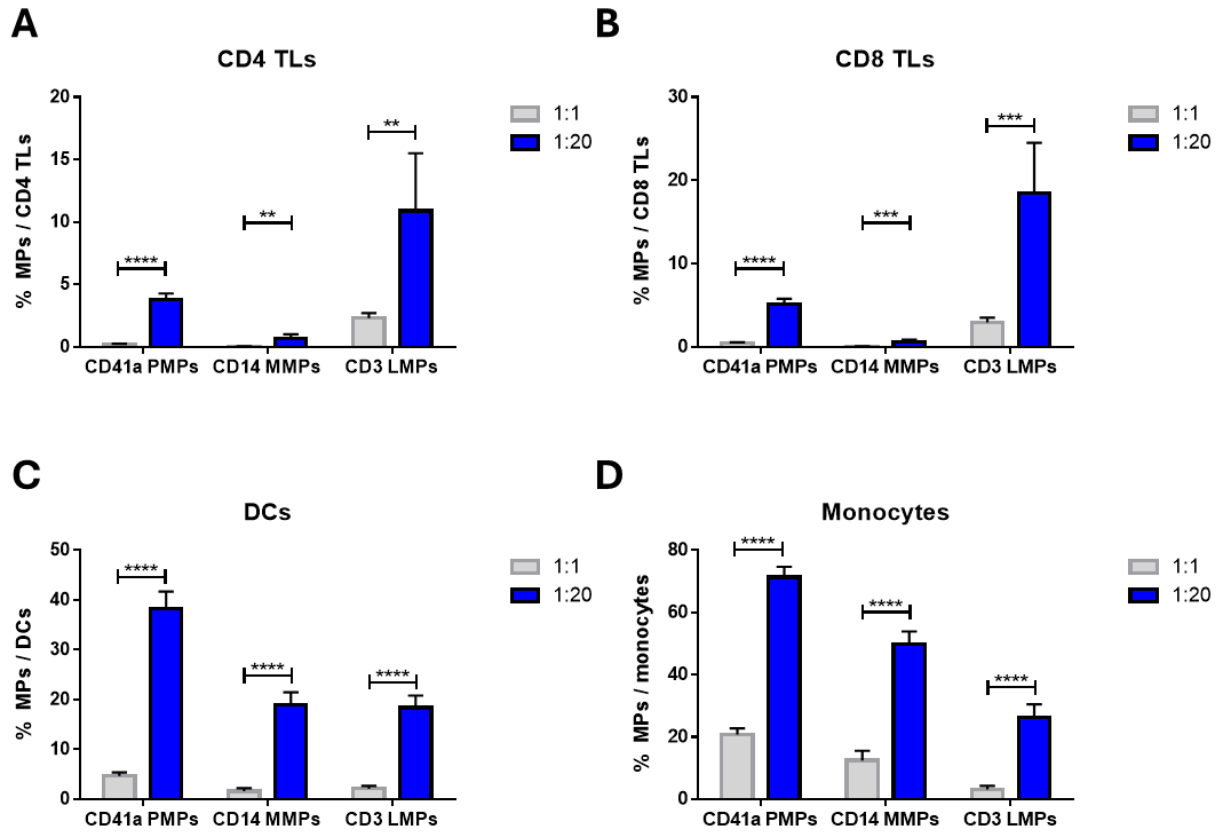 A
CD4 TLs
% MPs / CD4 TLs
20
15
10
5
0
****
**
**
CD41a PMPs CD14 MMPs CD3 LMPs
1:1
1:20
B
CD8 TLs
% MPs / CD8 TLs
30
20
10
0
****
***
***
CD41a PMPs CD14 MMPs CD3 LMPs
1:1
1:20
C
DCs
% MPs / DCs
50
40
30
20
10
0
****
****
****
CD41a PMPs CD14 MMPs CD3 LMPs
1:1
1:20
D
Monocytes
% MPs / monocytes
80
60
40
20
0
****
****
****
CD41a PMPs CD14 MMPs CD3 LMPs
1:1
1:20